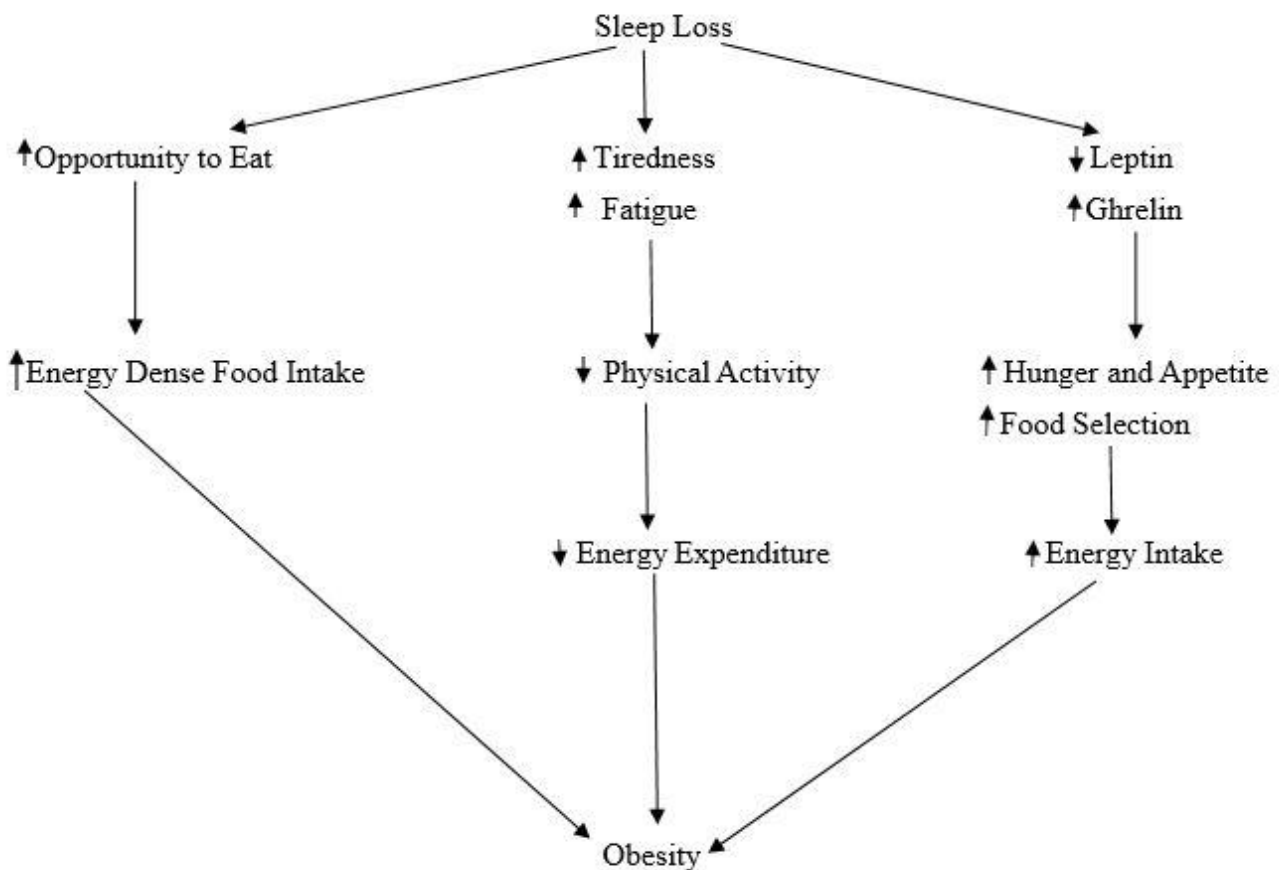 Sleep Loss
↑Opportunity to Eat
↑Tiredness
↓Leptin
↑ Fatigue
↑Ghrelin
↑Energy Dense Food Intake
↓ Physical Activity
↑Hunger and Appetite
↑Food Selection
↓Energy Expenditure
↑Energy Intake
Obesity